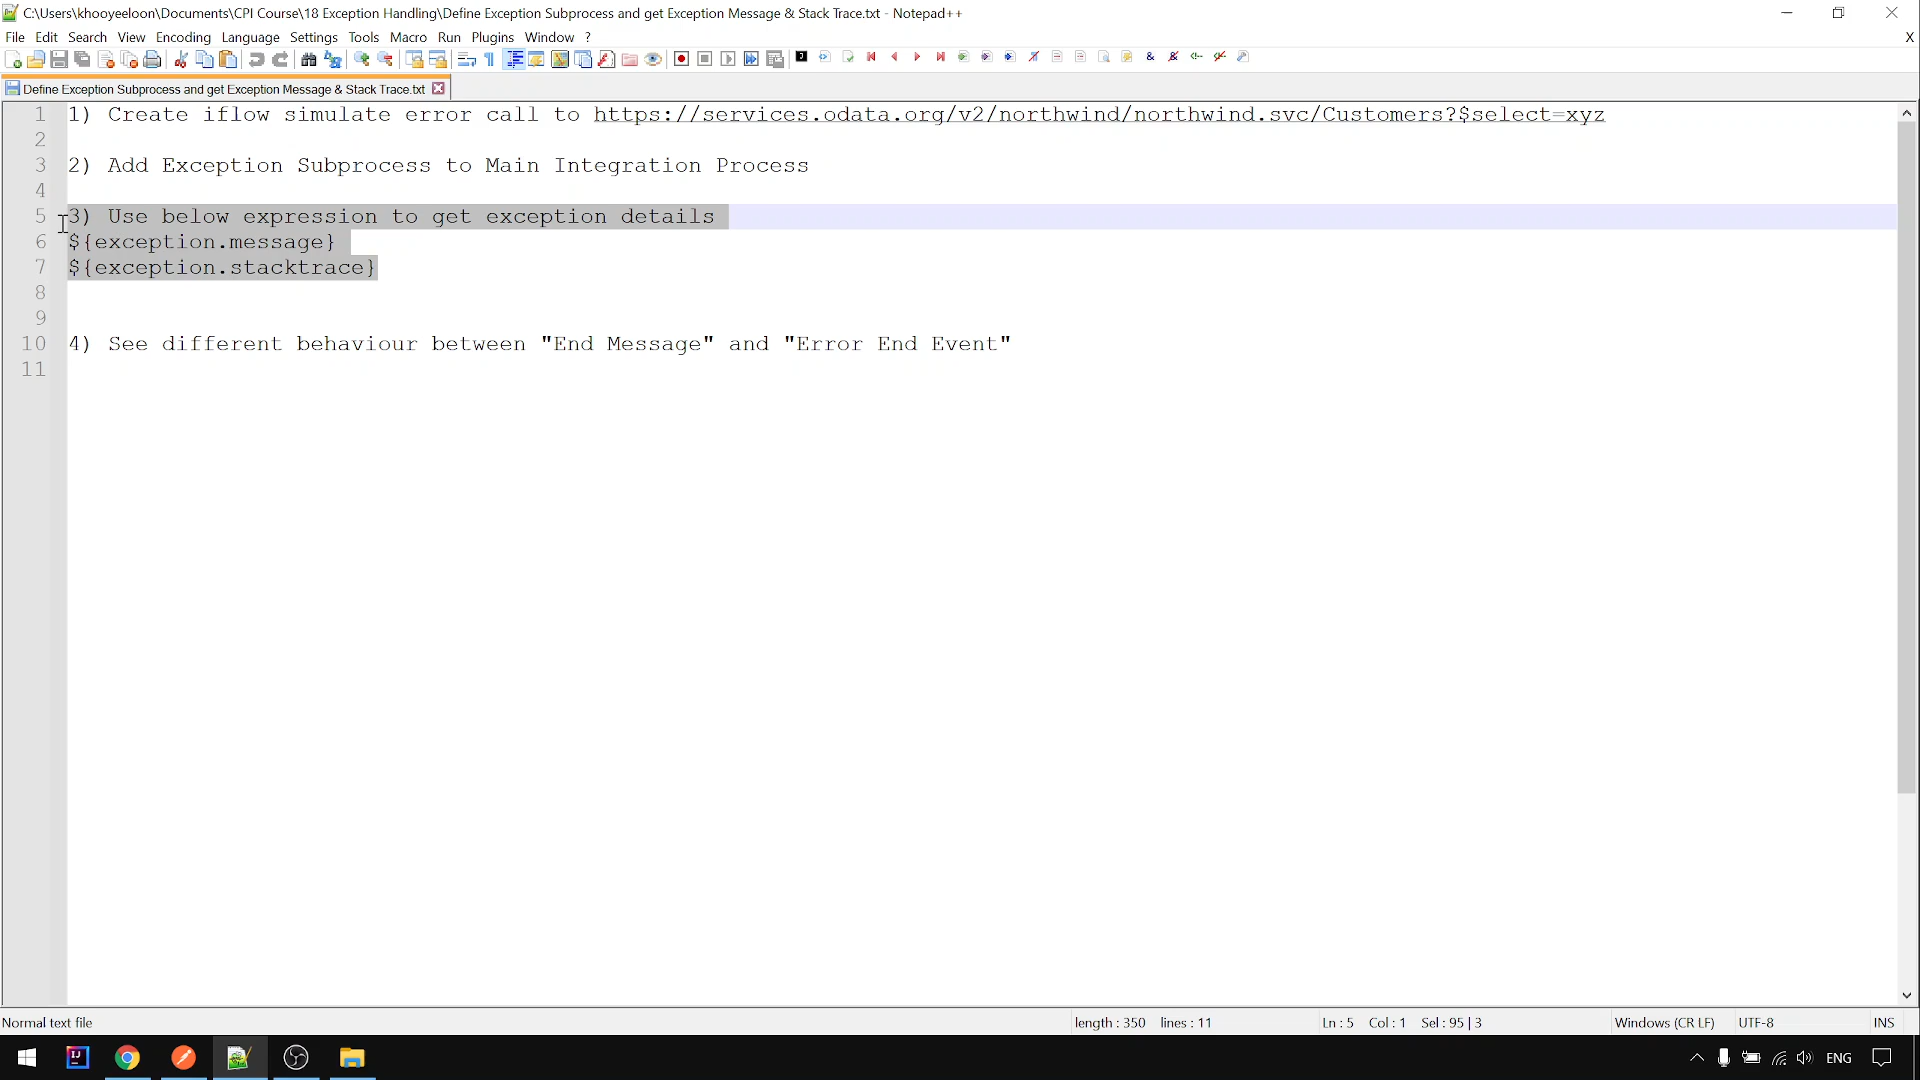 C:\Users\khooyeeloon\Documents\CPI Course\18 Exception Handling\Define Exception Subprocess and get Exception Message & Stack Trace.txt - Notepad++
File Edit Search View Encoding Language Settings Tools Macro Run Plugins Window ? X
Define Exception Subprocess and get Exception Message & Stack Trace.txt
1 1) Create iflow simulate error call to https://services.odata.org/v2/northwind/northwind.svc/Customers?$select=xyz
2
3 2) Add Exception Subprocess to Main Integration Process
4
5 3) Use below expression to get exception details
6 ${exception.message}
7 ${exception.stacktrace}
8
9
10 4) See different behaviour between "End Message" and "Error End Event"
11
Normal text file length : 350 lines : 11 Ln : 5 Col : 1 Sel : 95 | 3 Windows (CR LF) UTF-8 INS
ENG